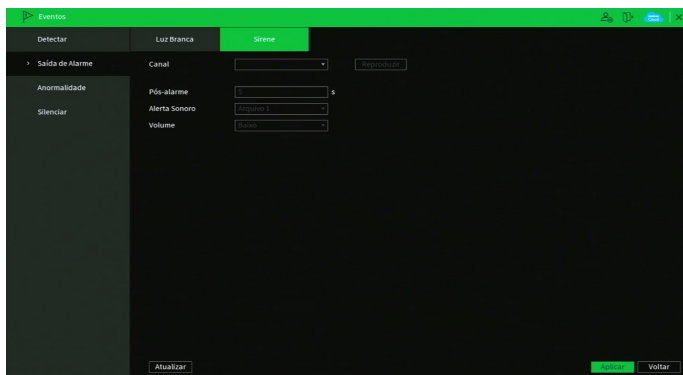 Eventos
Detectar
Luz Branca
Sirene
Saída de Alarme
Canal
Reproduzir
Anormalidade
Pós-alarme
5
s
Silenciar
Alerta Sonoro
Arquivo 1
Volume
Baixo
Atualizar
Aplicar
Voltar